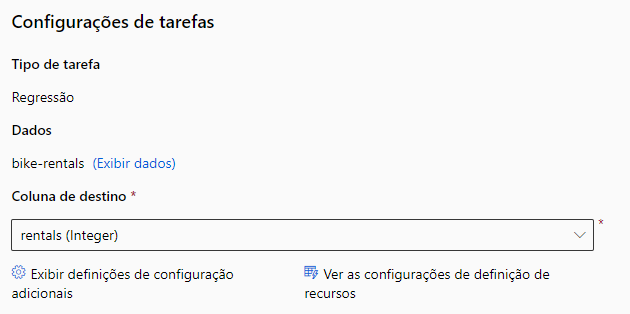 Configurações de tarefas
Tipo de tarefa
Regressão
Dados
bike-rentals (Exibir dados)
Coluna de destino *
rentals (Integer) *
Exibir definições de configuração
adicionais
Ver as configurações de definição de
recursos